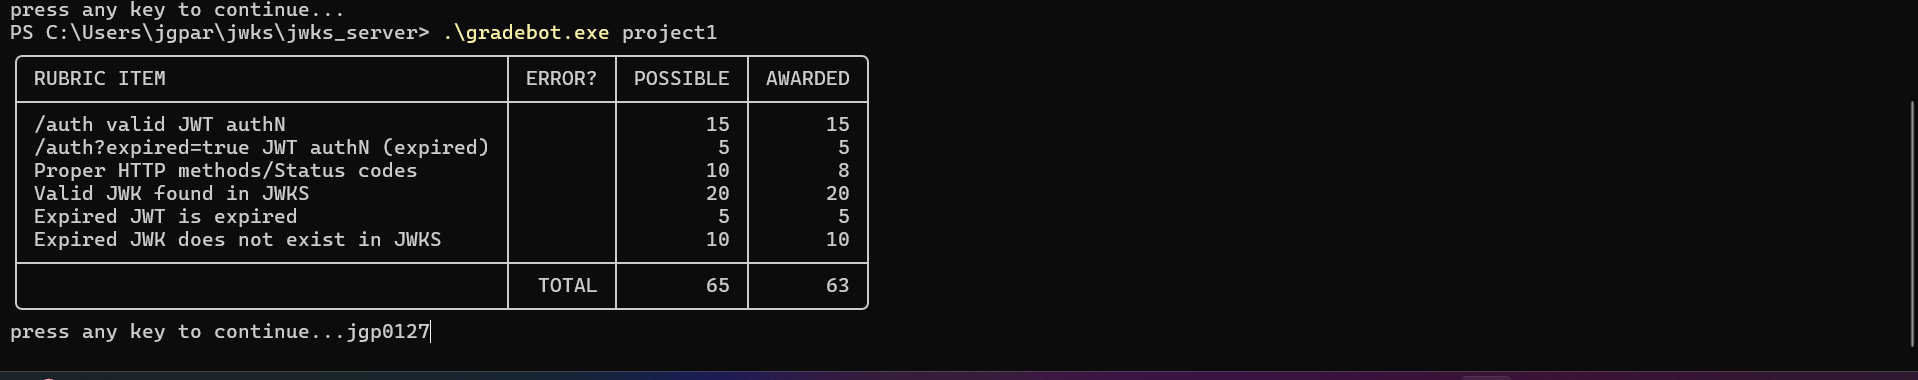 press any key to continue...
PS C:\Users\jgpar\jwks\jwks_server> .\gradebot.exe project1
RUBRIC ITEM ERROR? POSSIBLE AWARDED
/auth valid JWT authN 15 15
/auth?expired=true JWT authN (expired) 5 5
Proper HTTP methods/Status codes 10 8
Valid JWK found in JWKS 20 20
Expired JWT is expired 5 5
Expired JWK does not exist in JWKS 10 10
TOTAL 65 63
press any key to continue...jgp0127